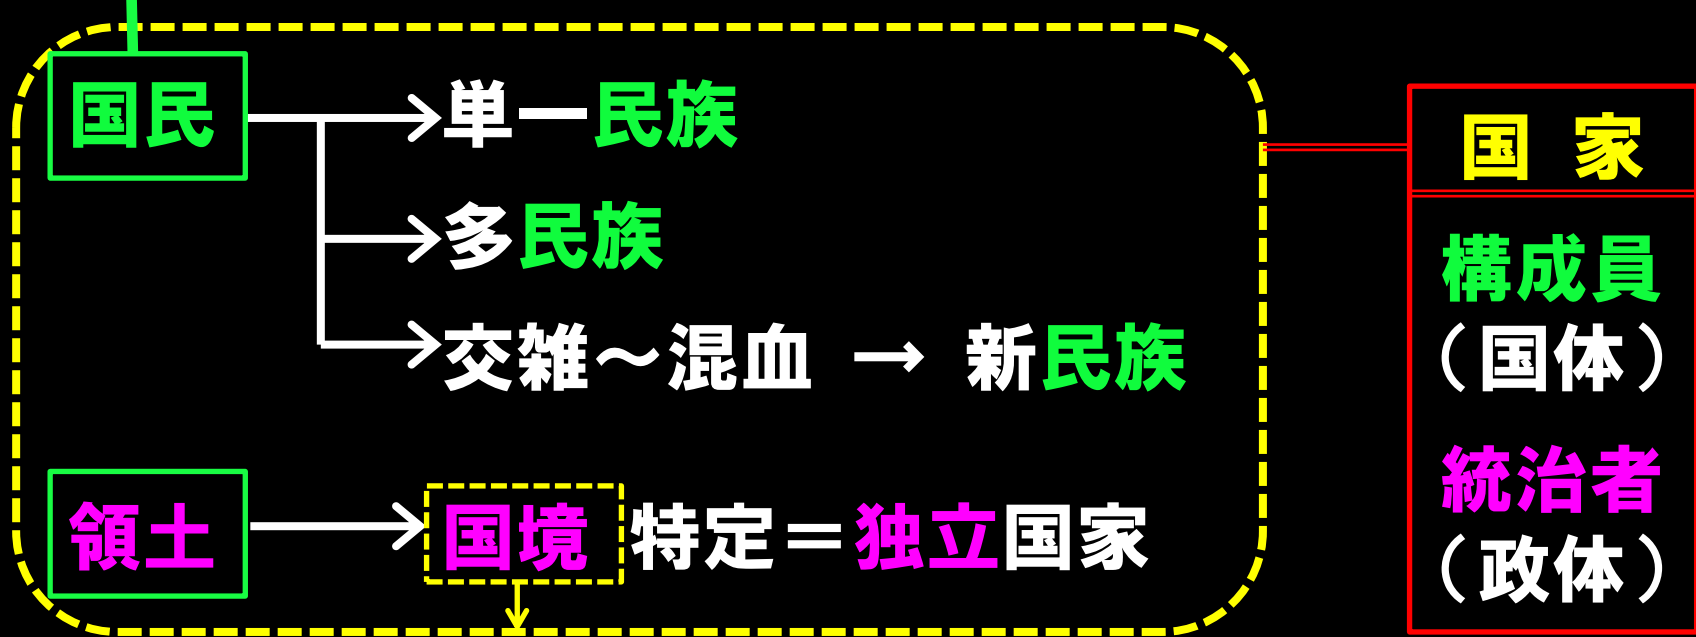 国民
単一民族
多民族
交雑～混血 → 新民族
領土
国境特定＝独立国家
国 家
構成員
（国体）
統治者
（政体）